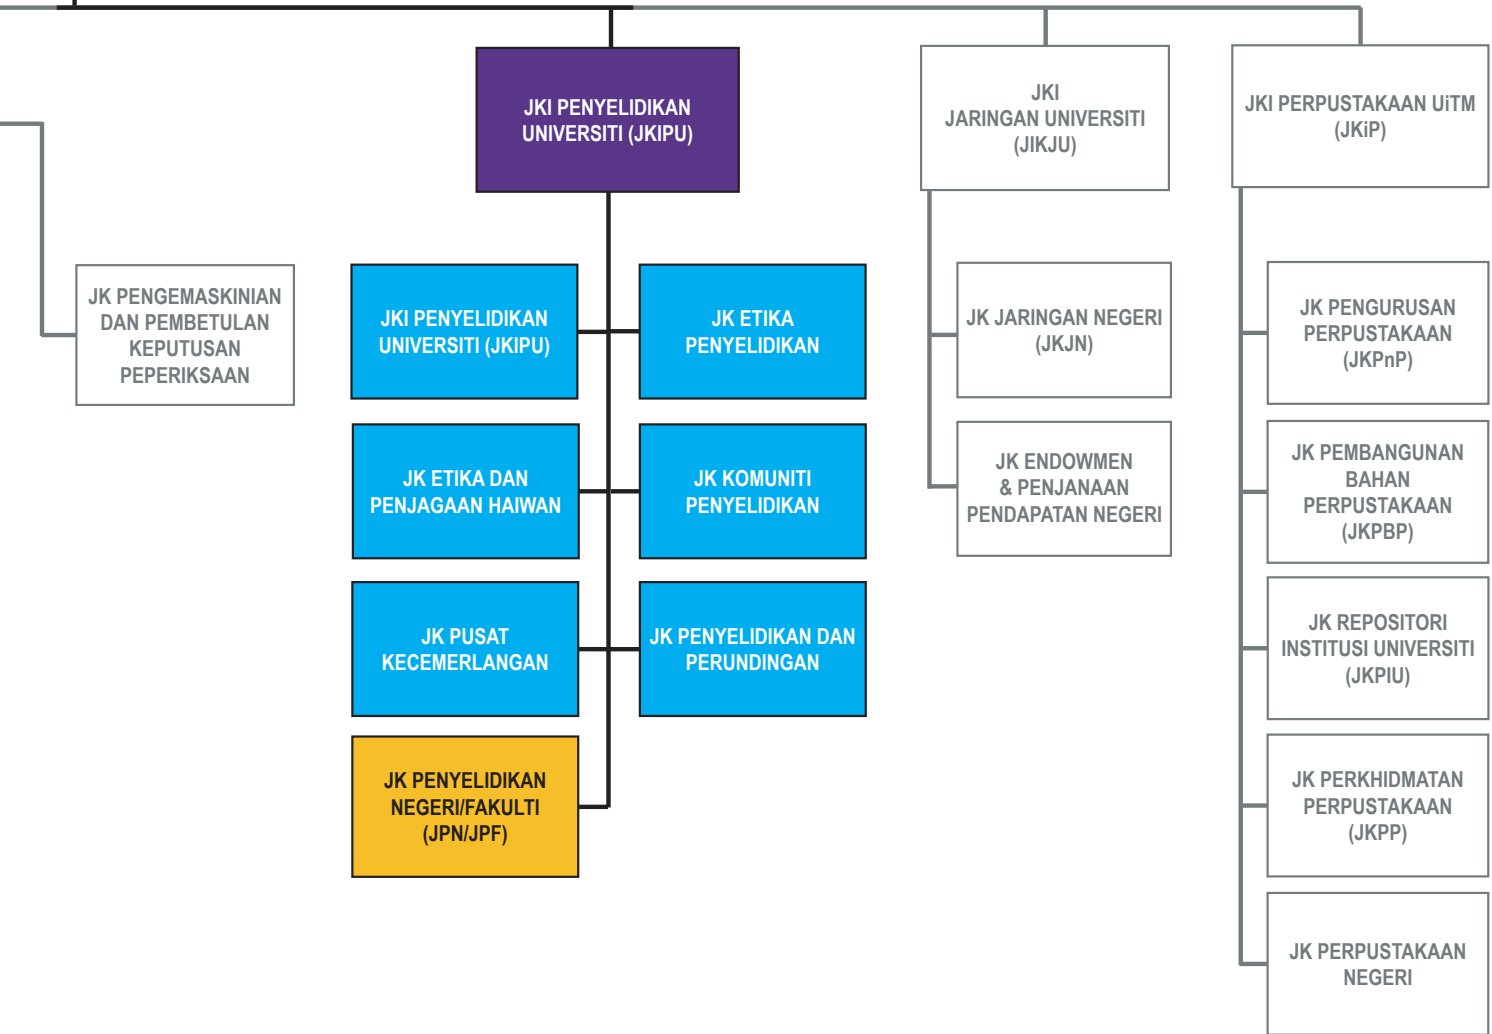 JKI PENYELIDIKAN
UNIVERSITI (JKIPU)
JKI
JARINGAN UNIVERSITI
(JIKJU)
JKI PERPUSTAKAAN UiTM
(JKiP)
JK PENGEMASKINIAN
DAN PEMBETULAN
KEPUTUSAN
PEPERIKSAAN
JKI PENYELIDIKAN
UNIVERSITI (JKIPU)
JK ETIKA
PENYELIDIKAN
JK ETIKA DAN
PENJAGAAN HAIWAN
JK KOMUNITI
PENYELIDIKAN
JK PUSAT
KECEMERLANGAN
JK PENYELIDIKAN DAN
PERUNDINGAN
JK PENYELIDIKAN
NEGERI/FAKULTI
(JPN/JPF)
JK JARINGAN NEGERI
(JKJN)
JK ENDOWMEN
& PENJANAAN
PENDAPATAN NEGERI
JK PENGURUSAN
PERPUSTAKAAN
(JKPnP)
JK PEMBANGUNAN
BAHAN
PERPUSTAKAAN
(JKPBP)
JK REPOSITORI
INSTITUSI UNIVERSITI
(JKPIU)
JK PERKHIDMATAN
PERPUSTAKAAN
(JKPP)
JK PERPUSTAKAAN
NEGERI